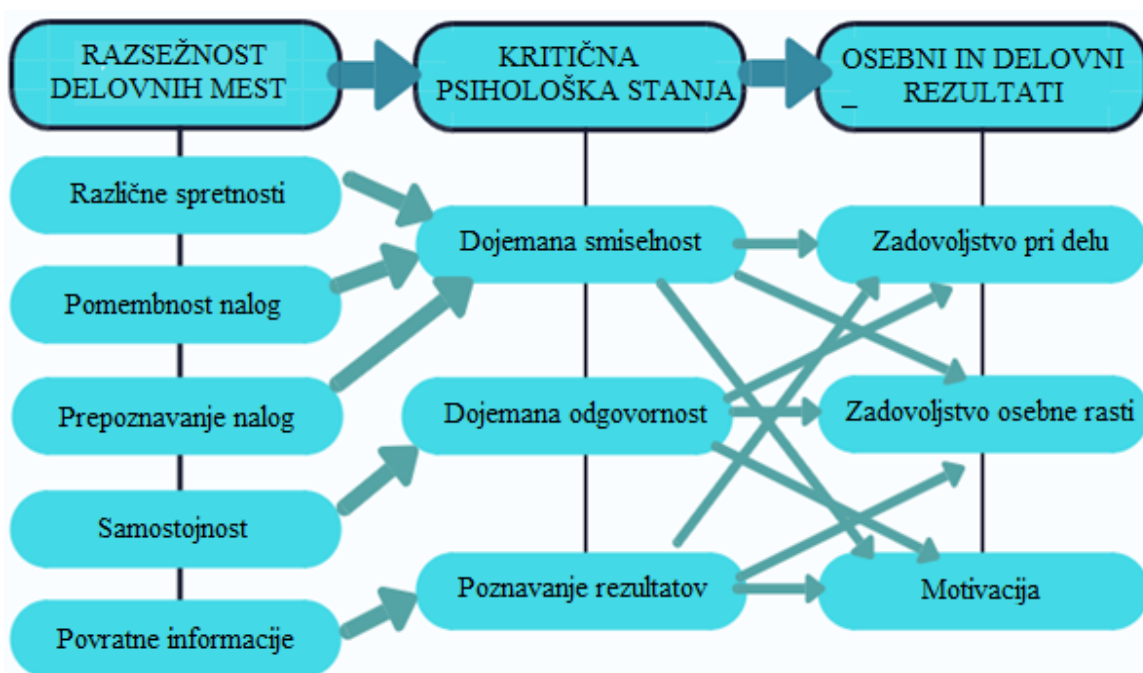 RAZSEŽNOST
DELOVNIH MEST
KRITIČNA
PSIHOLOŠKA STANJA
OSEBNI IN DELOVNI
_ REZULTATI
Različne spretnosti
Pomembnost nalog
Prepoznavanje nalog
Samostojnost
Povratne informacije
Dojemana smiselnost
Dojemana odgovornost
Poznavanje rezultatov
Zadovoljstvo pri delu
Zadovoljstvo osebne rasti
Motivacija